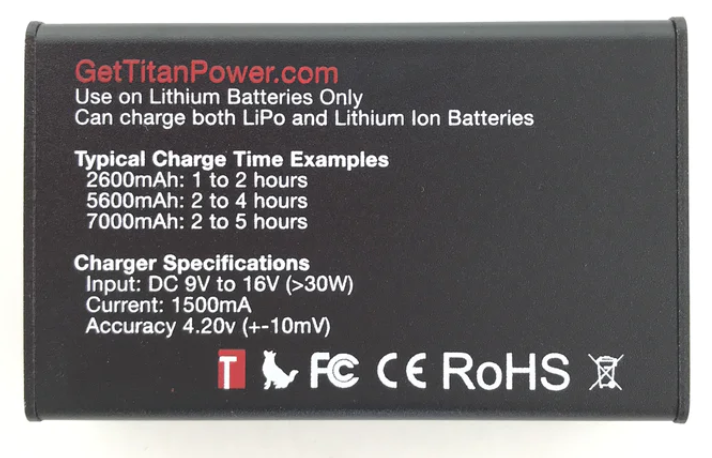 GetTitanPower.com
Use on Lithium Batteries Only
Can charge both LiPo and Lithium Ion Batteries
Typical Charge Time Examples
2600mAh: 1 to 2 hours
5600mAh: 2 to 4 hours
7000mAh: 2 to 5 hours
Charger Specifications
Input: DC 9V to 16V (>30W)
Current: 1500mA
Accuracy 4.20v (+-10mV)
T FC CE RoHS